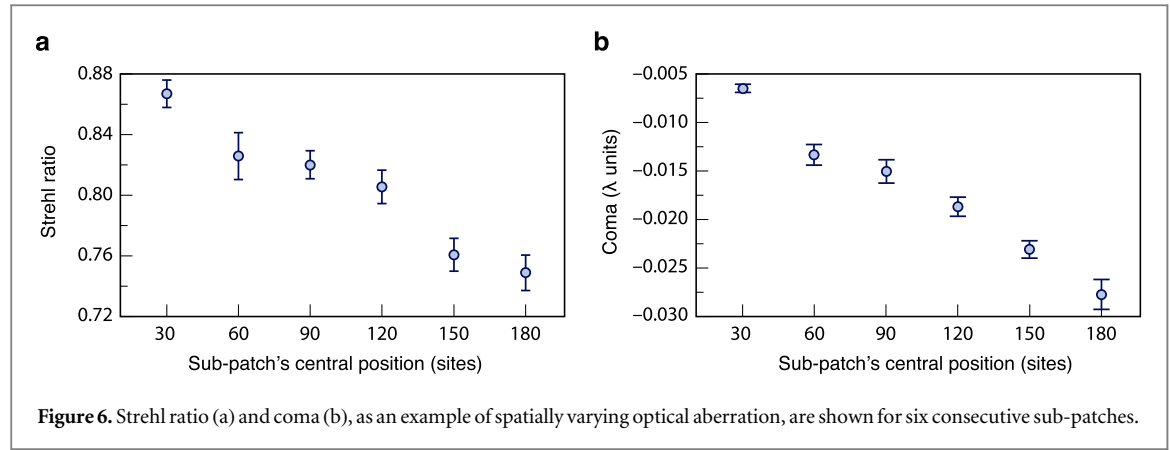 a
b
0.88
0.84
0.80
0.76
0.72
Strehl ratio
30 60 90 120 150 180
Sub-patch's central position (sites)
−0.005
−0.010
−0.015
−0.020
−0.025
−0.030
Coma (λ units)
30 60 90 120 150 180
Sub-patch's central position (sites)
Figure 6. Strehl ratio (a) and coma (b), as an example of spatially varying optical aberration, are shown for six consecutive sub-patches.